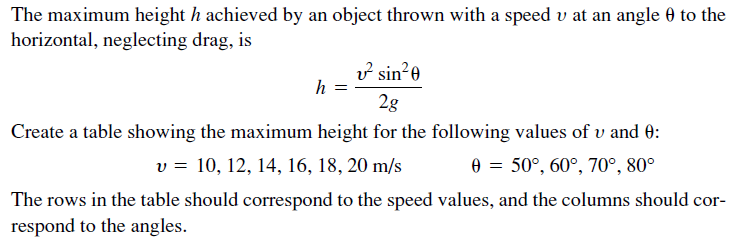 The maximum height h achieved by an object thrown with a speed υ at an angle θ to the
horizontal, neglecting drag, is
h = υ² sin²θ / 2g
Create a table showing the maximum height for the following values of υ and θ:
υ = 10, 12, 14, 16, 18, 20 m/s θ = 50°, 60°, 70°, 80°
The rows in the table should correspond to the speed values, and the columns should cor-
respond to the angles.